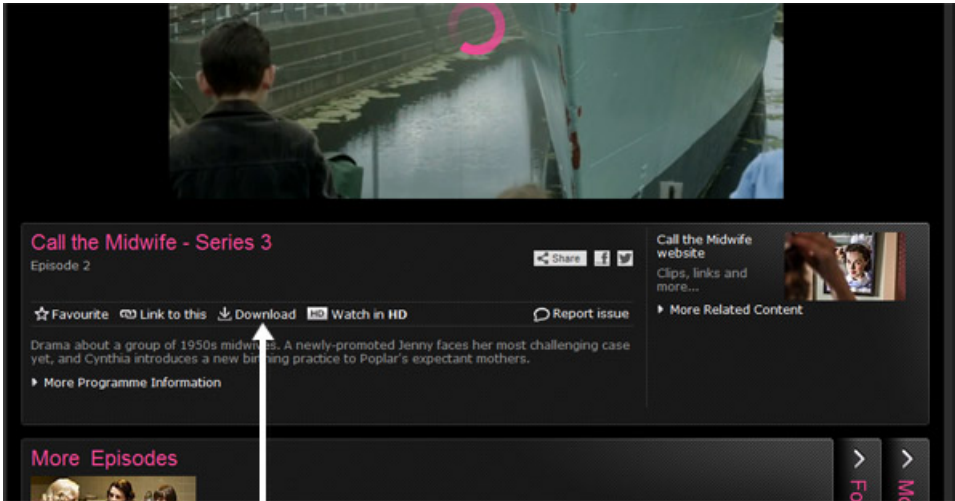 Call the Midwife - Series 3
Episode 2
Share
Favourite Link to this Download HD Watch in HD
Report issue
Drama about a group of 1950s midwives. A newly-promoted Jenny faces her most challenging case
yet, and Cynthia introduces a new birthing practice to Poplar's expectant mothers.
More Programme Information
Call the Midwife
website
Clips, links and
more...
More Related Content
More Episodes
Fo
Mo